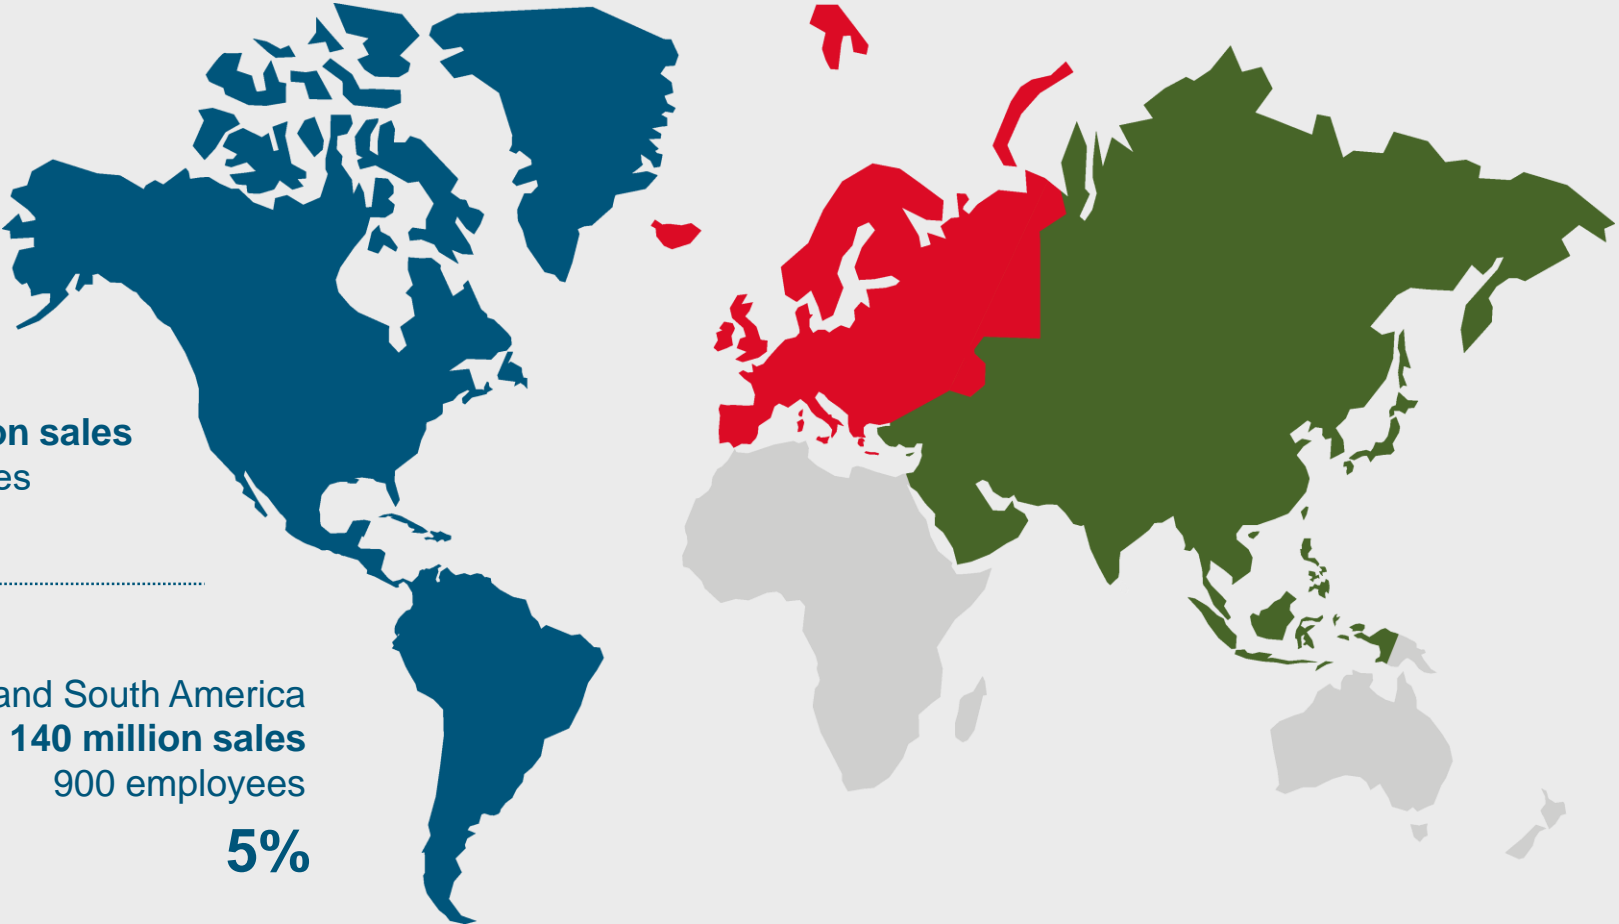 on sales
es
and South America
140 million sales
900 employees
5%